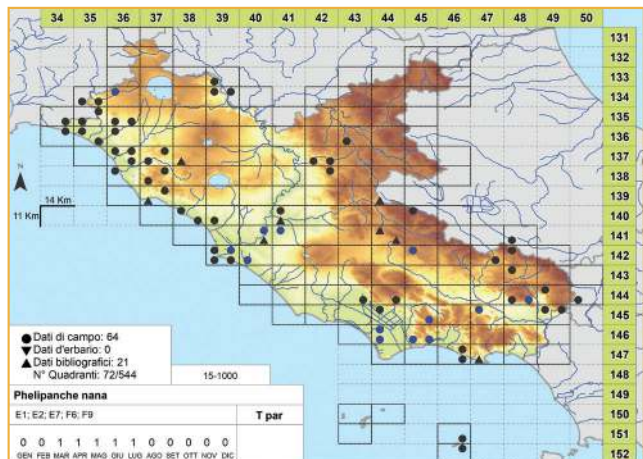 34 35 36 37 38 39 40 41 42 43 44 45 46 47 48 49 50
131
132
133
134
135
136
137
138
139
140
141
142
143
144
145
146
147
148
149
150
151
152
N
14 Km
11 Km
Dati di campo: 64
Dati d'erbario: 0
Dati bibliografici: 21
N° Quadranti: 72/544
15-1000
Phelipanche nana
E1; E2; E7; F6; F9
T par
0 0 1 1 1 1 1 0 0 0 0 0
GEN FEB MAR APR MAG GIU LUG AGO SET OTT NOV DIC